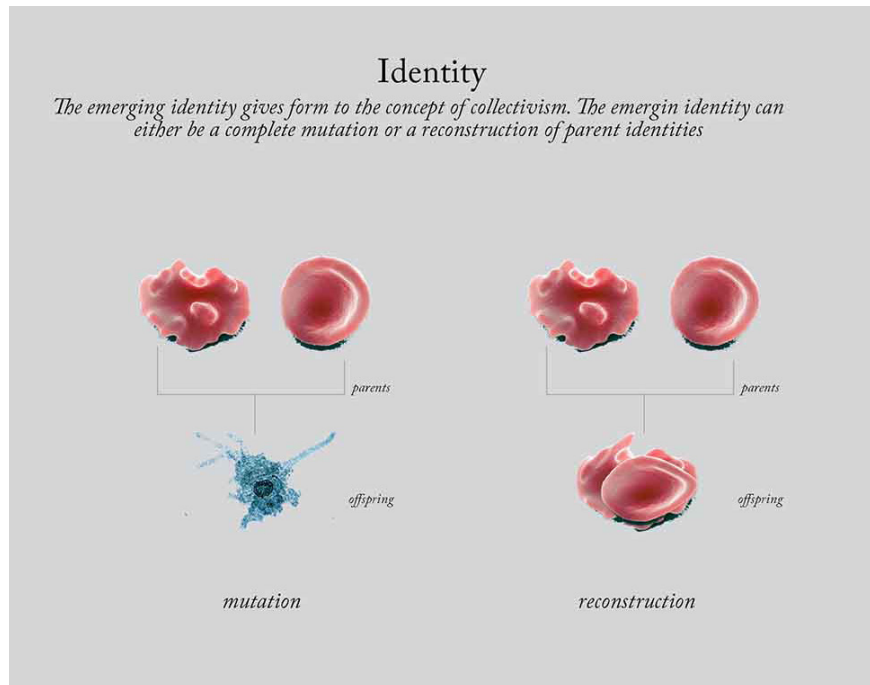 Identity
The emerging identity gives form to the concept of collectivism. The emergin identity can
either be a complete mutation or a reconstruction of parent identities
parents
parents
offspring
offspring
mutation
reconstruction